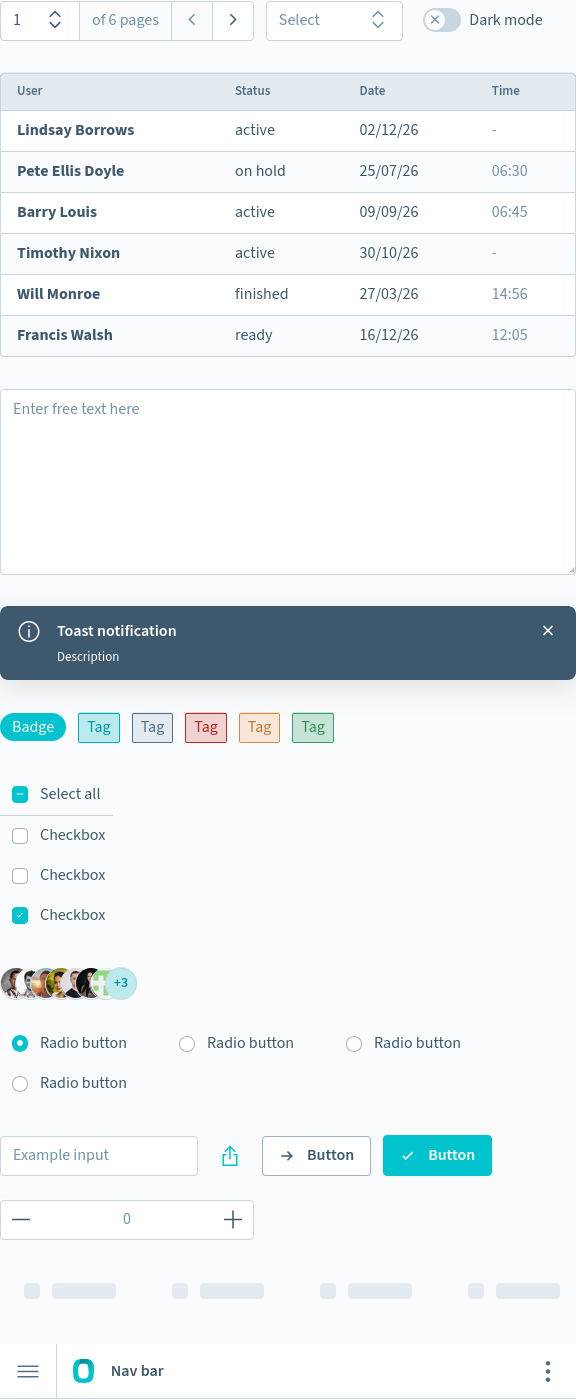 1 of 6 pages Select Dark mode
User Status Date Time
Lindsay Borrows active 02/12/26 -
Pete Ellis Doyle on hold 25/07/26 06:30
Barry Louis active 09/09/26 06:45
Timothy Nixon active 30/10/26 -
Will Monroe finished 27/03/26 14:56
Francis Walsh ready 16/12/26 12:05
Enter free text here
Toast notification
Description
Badge Tag Tag Tag Tag Tag
Select all
Checkbox
Checkbox
Checkbox
+3
Radio button Radio button Radio button
Radio button
Example input Button Button
0
Nav bar